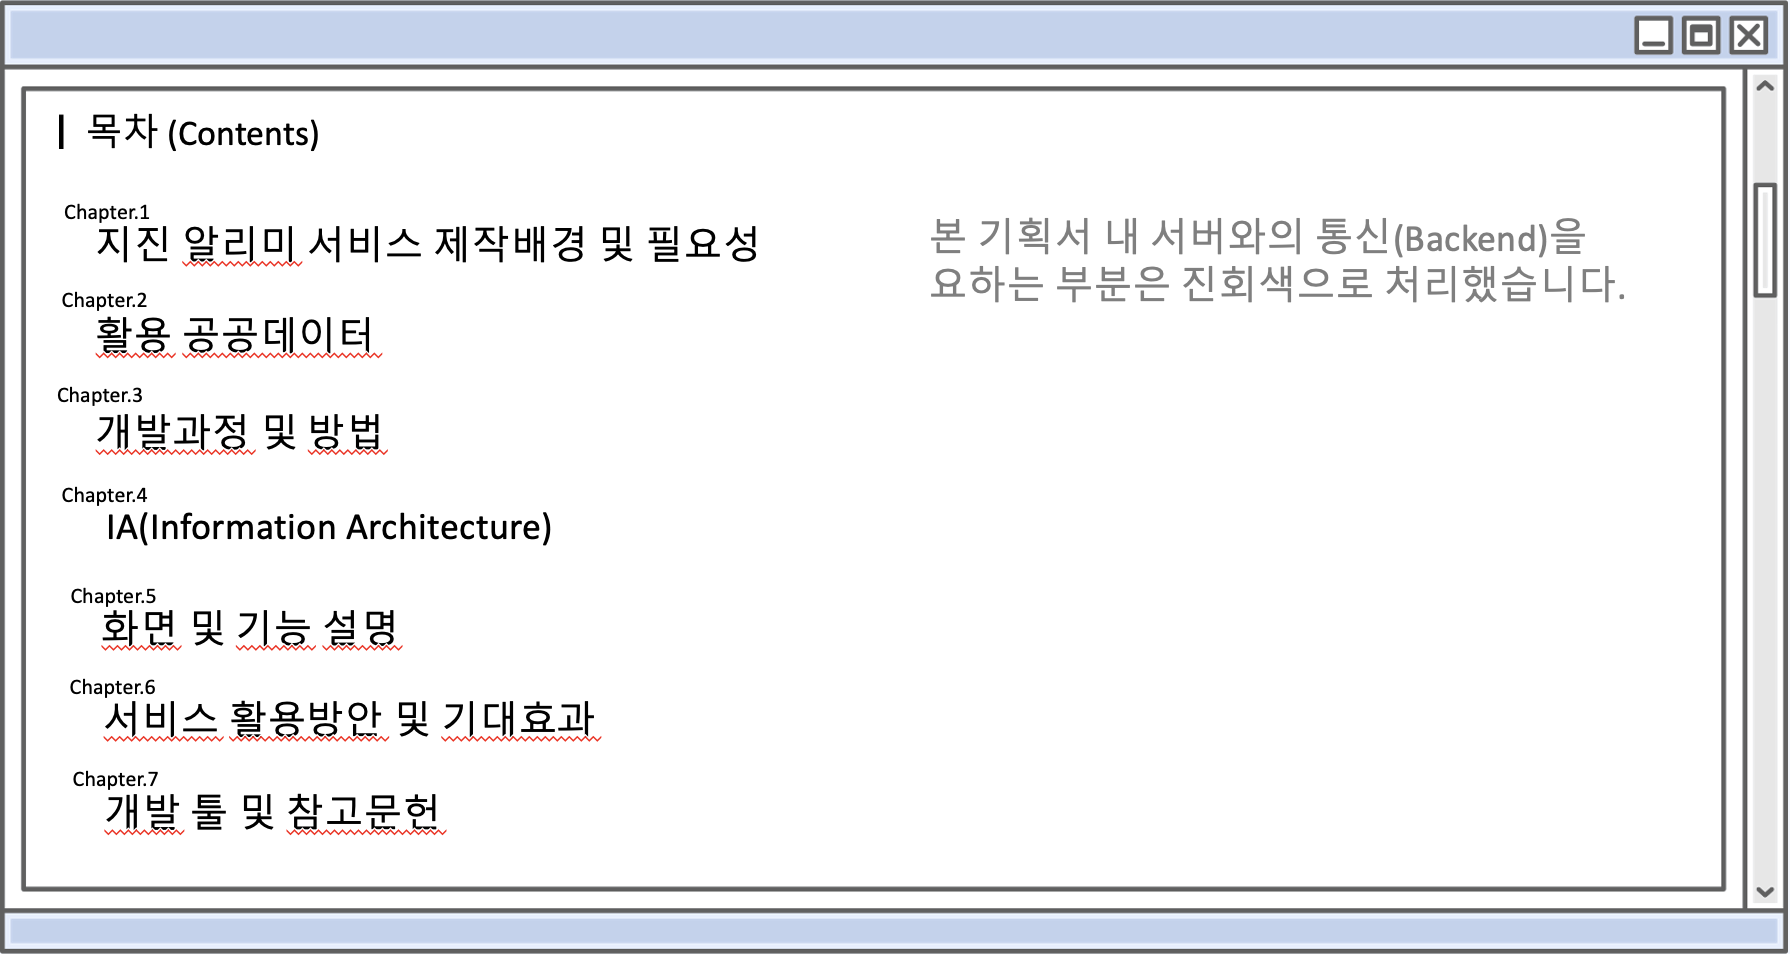 목차 (Contents)
Chapter.1
지진 알리미 서비스 제작배경 및 필요성
Chapter.2
활용 공공데이터
Chapter.3
개발과정 및 방법
Chapter.4
IA(Information Architecture)
Chapter.5
화면 및 기능 설명
Chapter.6
서비스 활용방안 및 기대효과
Chapter.7
개발 툴 및 참고문헌
본 기획서 내 서버와의 통신(Backend)을
요하는 부분은 진회색으로 처리했습니다.